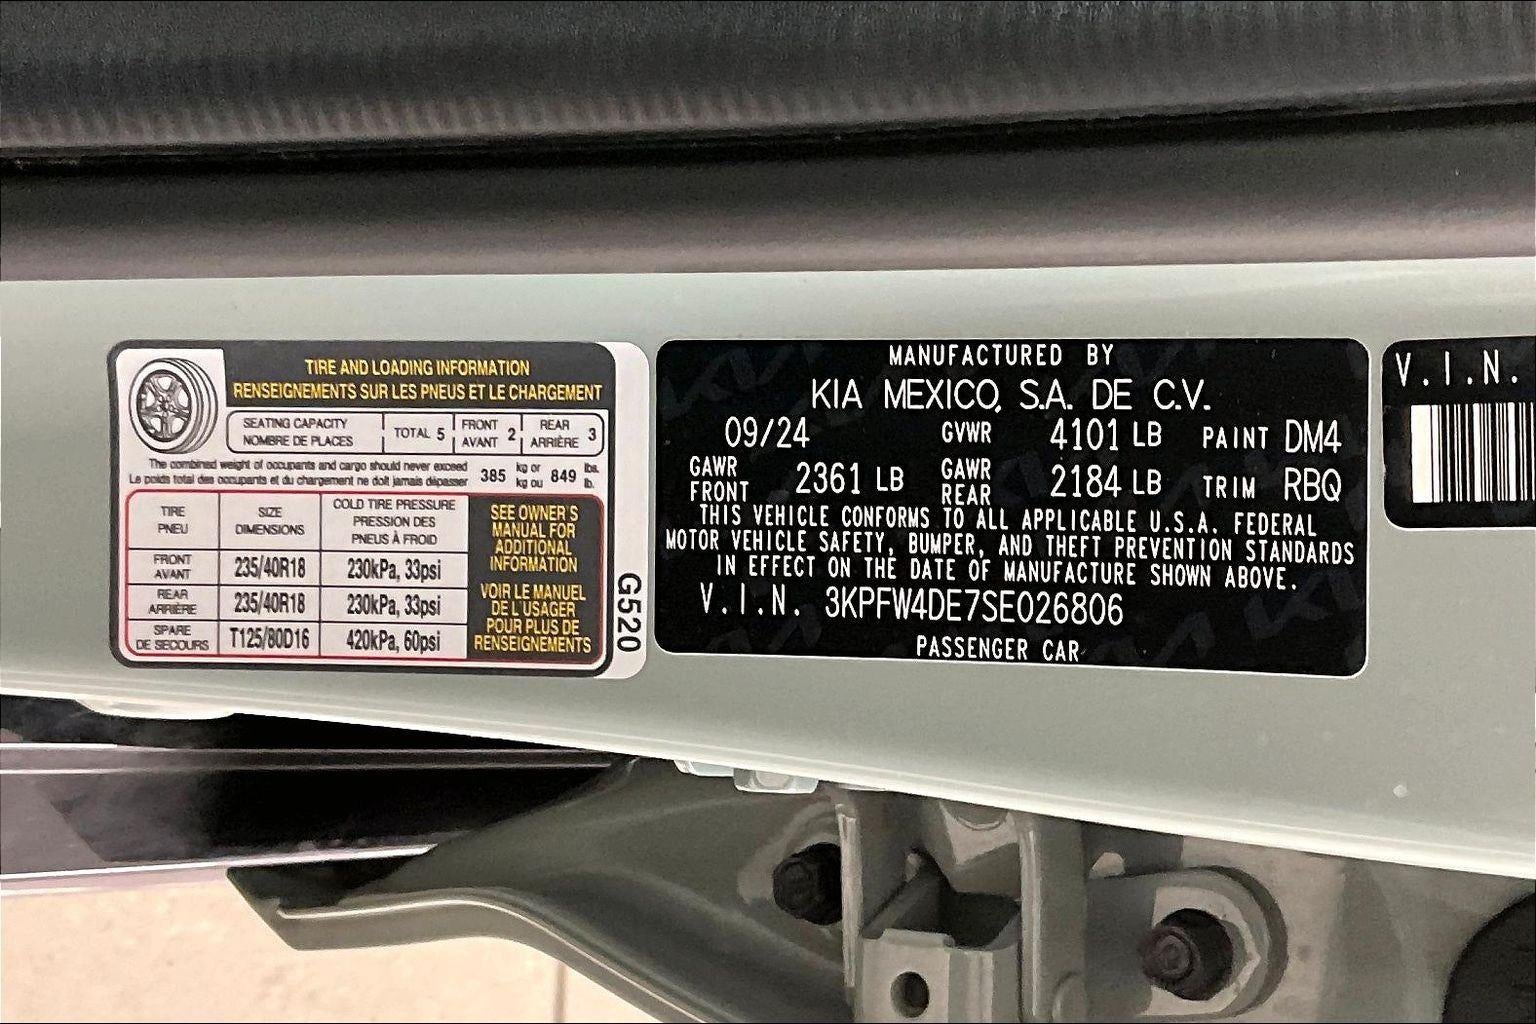 TIRE AND LOADING INFORMATION
RENSEIGNEMENTS SUR LES PNEUS ET LE CHARGEMENT
SEATING CAPACITY
NOMBRE DE PLACES
TOTAL 5
FRONT
AVANT 2
REAR
ARRIÈRE 3
The combined weight of occupants and cargo should never exceed
Le poids total des occupants et du chargement ne doit jamais dépasser
385 kg or 849 lbs.
kg ou lb.
TIRE
PNEU
SIZE
DIMENSIONS
COLD TIRE PRESSURE
PRESSION DES
PNEUS À FROID
FRONT
AVANT
235/40R18
230kPa, 33psi
REAR
ARRIÈRE
235/40R18
230kPa, 33psi
SPARE
DE SECOURS
T125/80D16
420kPa, 60psi
SEE OWNER'S
MANUAL FOR
ADDITIONAL
INFORMATION
VOIR LE MANUEL
DE L'USAGER
POUR PLUS DE
RENSEIGNEMENTS
G520
MANUFACTURED BY
KIA MEXICO, S.A. DE C.V.
09/24 GVWR 4101 LB PAINT DM4
GAWR
FRONT 2361 LB
GAWR
REAR 2184 LB TRIM RBQ
THIS VEHICLE CONFORMS TO ALL APPLICABLE U.S.A. FEDERAL
MOTOR VEHICLE SAFETY, BUMPER, AND THEFT PREVENTION STANDARDS
IN EFFECT ON THE DATE OF MANUFACTURE SHOWN ABOVE.
V.I.N. 3KPFW4DE7SE026806
PASSENGER CAR
V.I.N.